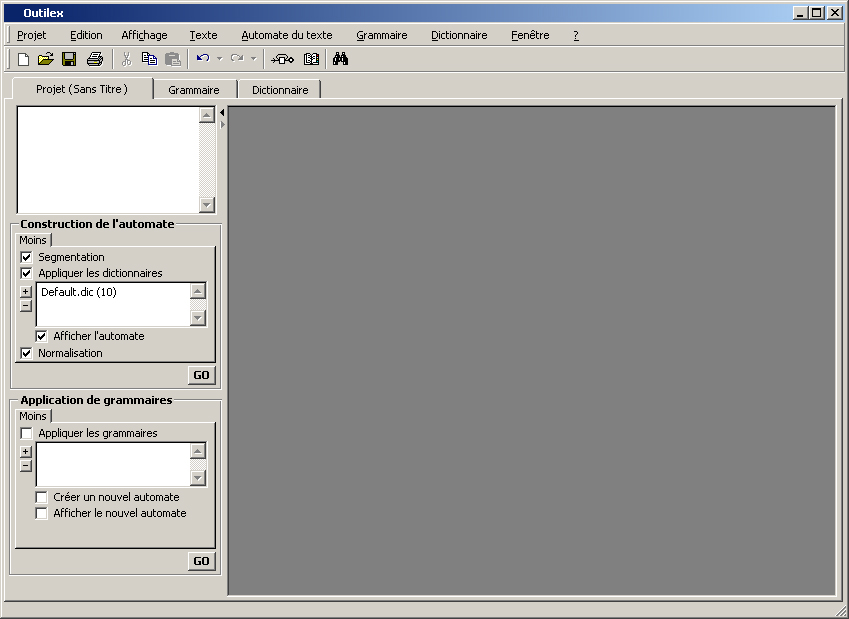 Outilex
Projet Edition Affichage Texte Automate du texte Grammaire Dictionnaire Fenêtre ?
Projet (Sans Titre ) Grammaire Dictionnaire
Construction de l'automate
Moins
Segmentation
Appliquer les dictionnaires
+
Default.dic (10)
−
Afficher l'automate
Normalisation
GO
Application de grammaires
Moins
Appliquer les grammaires
+
−
Créer un nouvel automate
Afficher le nouvel automate
GO